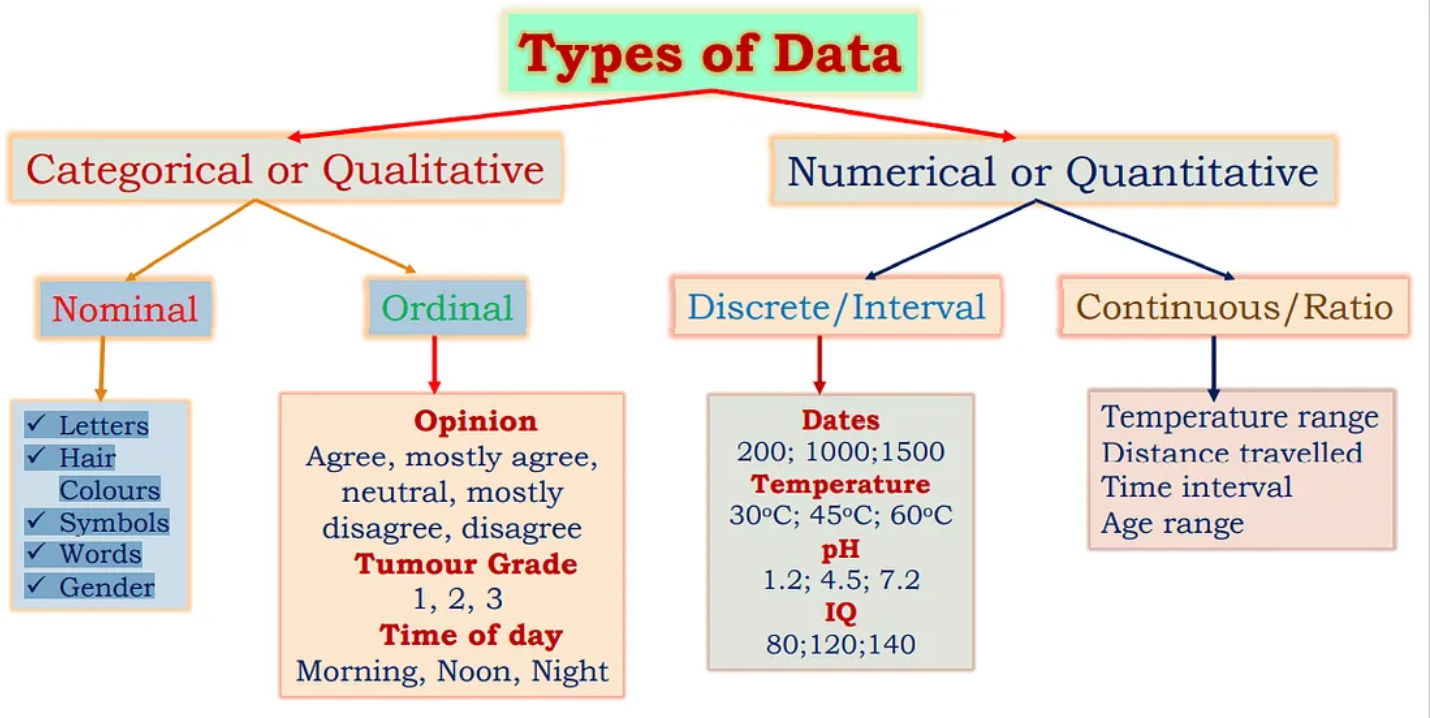 Types of Data
Categorical or Qualitative
Numerical or Quantitative
Nominal
Ordinal
Discrete/Interval
Continuous/Ratio
✓ Letters
✓ Hair
Colours
✓ Symbols
✓ Words
✓ Gender
Opinion
Agree, mostly agree,
neutral, mostly
disagree, disagree
Tumour Grade
1, 2, 3
Time of day
Morning, Noon, Night
Dates
200; 1000;1500
Temperature
30°C; 45°C; 60°C
pH
1.2; 4.5; 7.2
IQ
80;120;140
Temperature range
Distance travelled
Time interval
Age range